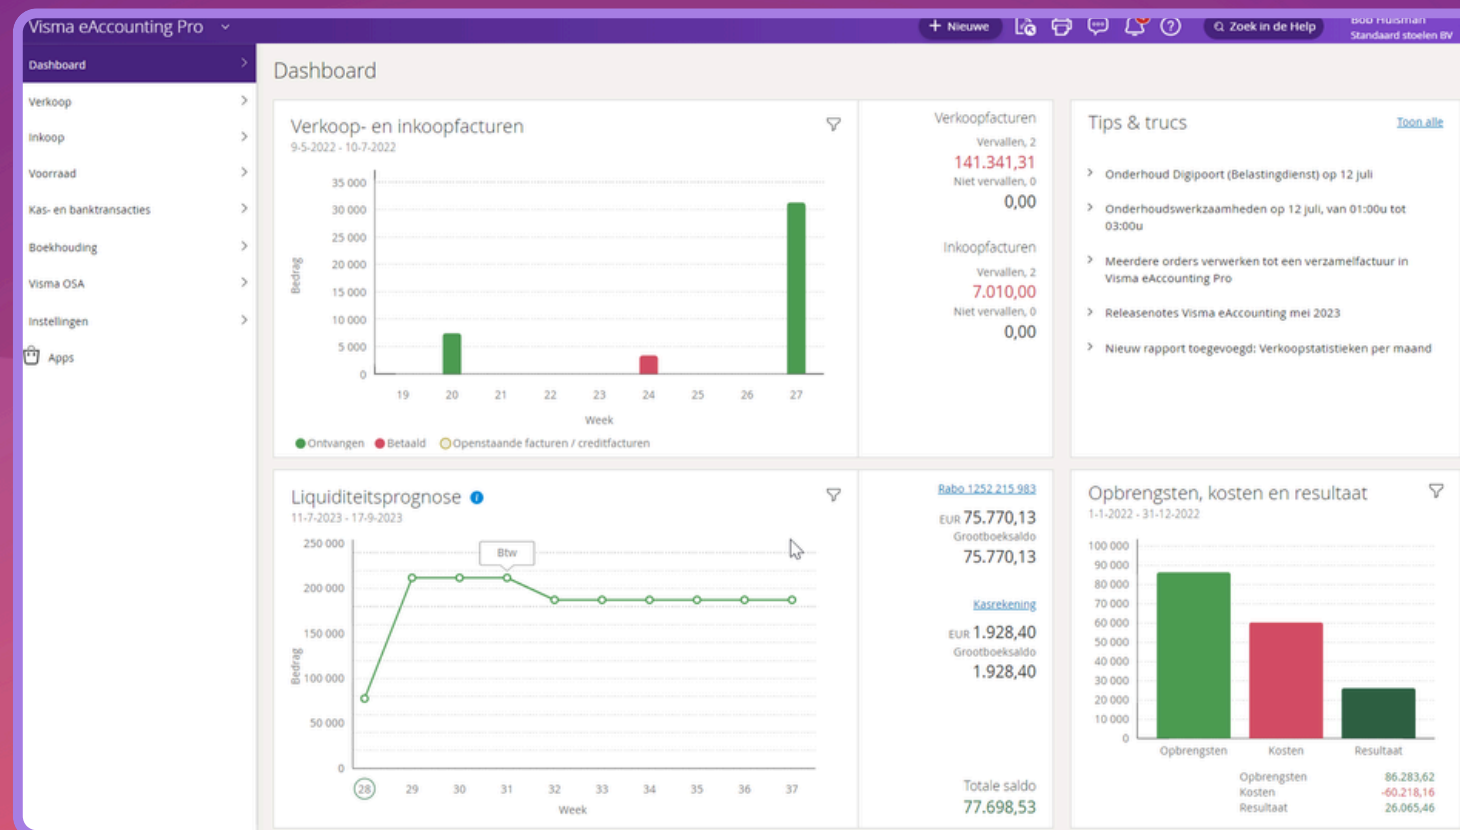 Visma eAccounting Pro
+ Nieuwe
Zoek in de Help
Bob Huisman
Standaard stoelen BV
Dashboard
Verkoop
Inkoop
Voorraad
Kas- en banktransacties
Boekhouding
Visma OSA
Instellingen
Apps
Dashboard
Verkoop- en inkoopfacturen
9-5-2022 - 10-7-2022
35 000
30 000
25 000
20 000
15 000
10 000
5 000
0
Bedrag
19 20 21 22 23 24 25 26 27
Week
Ontvangen Betaald Openstaande facturen / creditfacturen
Verkoopfacturen
Vervallen, 2
141.341,31
Niet vervallen, 0
0,00
Inkoopfacturen
Vervallen, 2
7.010,00
Niet vervallen, 0
0,00
Tips & trucs
Toon alle
Onderhoud Digipoort (Belastingdienst) op 12 juli
Onderhoudswerkzaamheden op 12 juli, van 01:00u tot
03:00u
Meerdere orders verwerken tot een verzamelfactuur in
Visma eAccounting Pro
Releasenotes Visma eAccounting mei 2023
Nieuw rapport toegevoegd: Verkoopstatistieken per maand
Liquiditeitsprognose
11-7-2023 - 17-9-2023
250 000
200 000
150 000
100 000
50 000
0
Bedrag
Btw
28 29 30 31 32 33 34 35 36 37
Week
Rabo 1252 215 983
EUR 75.770,13
Grootboeksaldo
75.770,13
Kasrekening
EUR 1.928,40
Grootboeksaldo
1.928,40
Totale saldo
77.698,53
Opbrengsten, kosten en resultaat
1-1-2022 - 31-12-2022
100 000
90 000
80 000
70 000
60 000
50 000
40 000
30 000
20 000
10 000
0
Opbrengsten Kosten Resultaat
Opbrengsten 86.283,62
Kosten -60.218,16
Resultaat 26.065,46